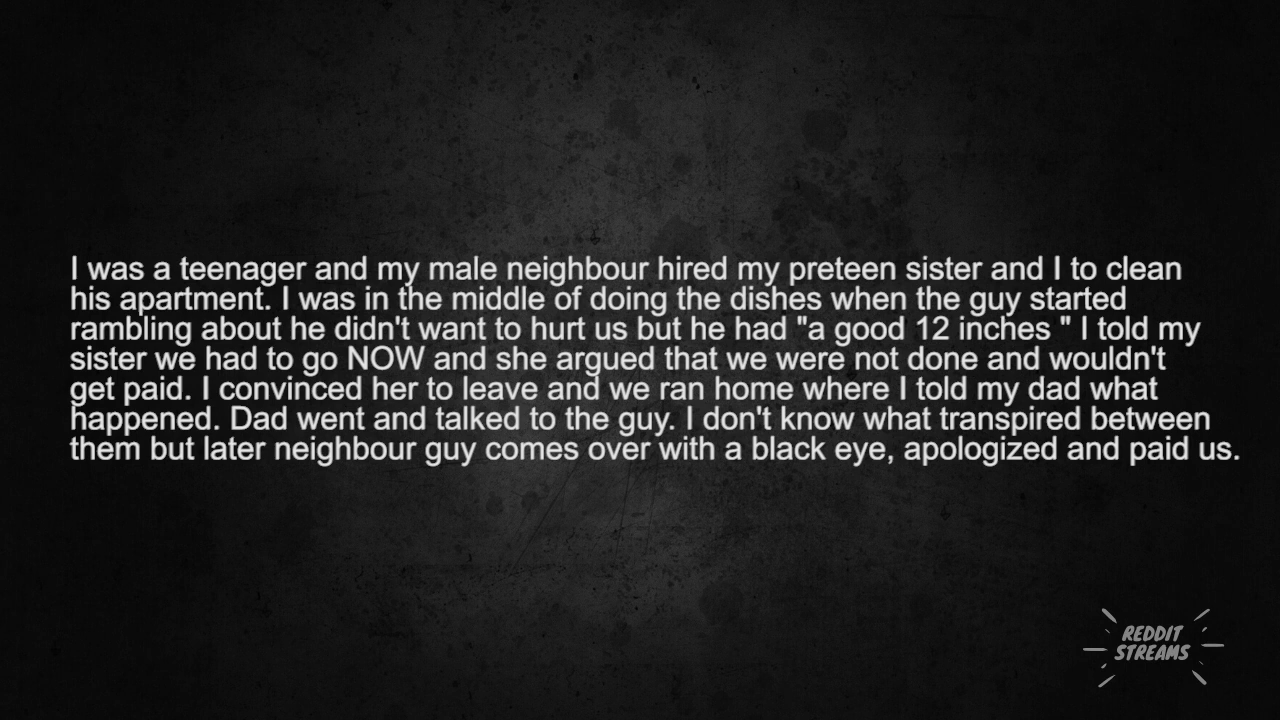 I was a teenager and my male neighbour hired my preteen sister and I to clean
his apartment. I was in the middle of doing the dishes when the guy started
rambling about he didn't want to hurt us but he had "a good 12 inches " I told my
sister we had to go NOW and she argued that we were not done and wouldn't
get paid. I convinced her to leave and we ran home where I told my dad what
happened. Dad went and talked to the guy. I don't know what transpired between
them but later neighbour guy comes over with a black eye, apologized and paid us.
REDDIT
STREAMS